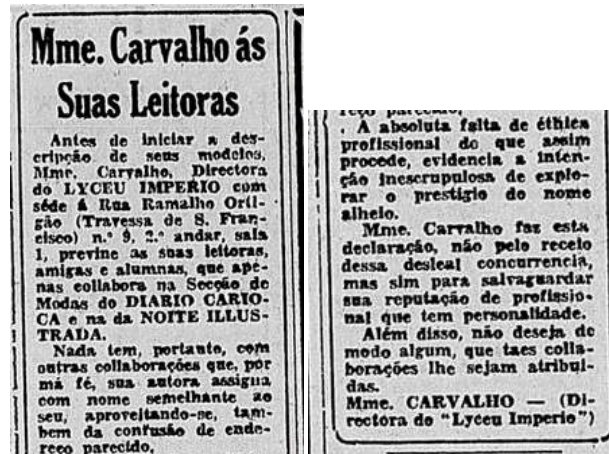 Mme. Carvalho ás
Suas Leitoras
Antes de iniciar a des-
cripção de seus modelos,
Mme. Carvalho, Directora
do LYCEU IMPERIO com
séde á Rua Ramalho Orti-
gão (Travessa de S. Fran-
cisco) n.º 9, 2.º andar, sala
1, previne as suas leitoras,
amigas e alumnas, que apé-
nas collabora na Secção de
Modas do DIARIO CARIO-
CA e na da NOITE ILLUS-
TRADA.
Nada tem, portanto, com
outras collaborações que, por
má fé, sua autora assigna
com nome semelhante ao
seu, aproveitando-se, tam-
bem da confusão de ende-
reço parecido.
reço parecido.
. A absoluta falta de éthica
profissional do que assim
procede, evidencia a inten-
ção inescrupulosa de explo-
rar o prestigio do nome
alheio.
Mme. Carvalho faz esta
declaração, não pelo receio
dessa desleal concurrencia,
mas sim para salvaguardar
sua reputação de profissio-
nal que tem personalidade.
Além disso, não deseja de
modo algum, que taes colla-
borações lhe sejam atribui-
das.
Mme. CARVALHO — (Di-
rectora do "Lyceu Imperio")